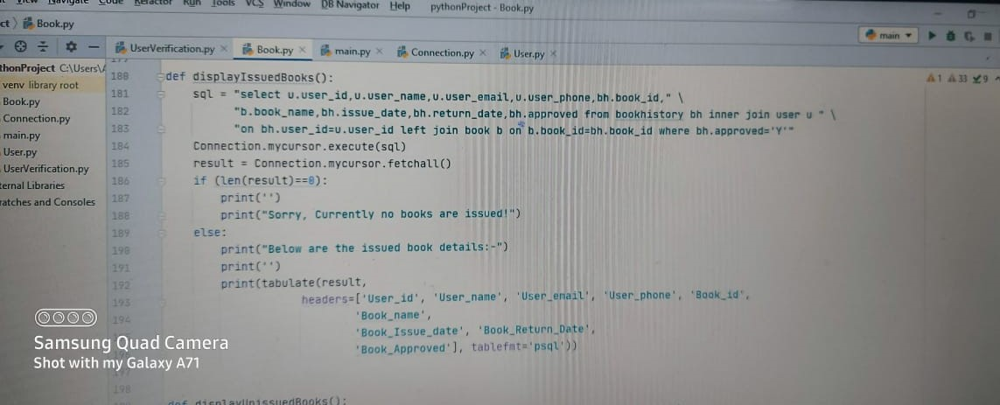 View Navigate Code Refactor Run Tools VCS Window DB Navigator Help pythonProject - Book.py
Book.py
main
UserVerification.py Book.py main.py Connection.py User.py
thonProject C:\Users\A
venv library root
Book.py
Connection.py
main.py
User.py
UserVerification.py
ternal Libraries
ratches and Consoles
1 33 9
180 def displayIssuedBooks():
181 sql = "select u.user_id,u.user_name,u.user_email,u.user_phone,bh.book_id," \
182 "b.book_name,bh.issue_date,bh.return_date,bh.approved from bookhistory bh inner join user u " \
183 "on bh.user_id=u.user_id left join book b on b.book_id=bh.book_id where bh.approved='Y'"
184 Connection.mycursor.execute(sql)
185 result = Connection.mycursor.fetchall()
186 if (len(result)==0):
187 print('')
188 print("Sorry, Currently no books are issued!")
189 else:
190 print("Below are the issued book details:-")
191 print('')
192 print(tabulate(result,
193 headers=['User_id', 'User_name', 'User_email', 'User_phone', 'Book_id',
194 'Book_name',
'Book_Issue_date', 'Book_Return_Date',
'Book_Approved'], tablefmt='psql'))
197
198
def displayUnissuedBooks():
Samsung Quad Camera
Shot with my Galaxy A71